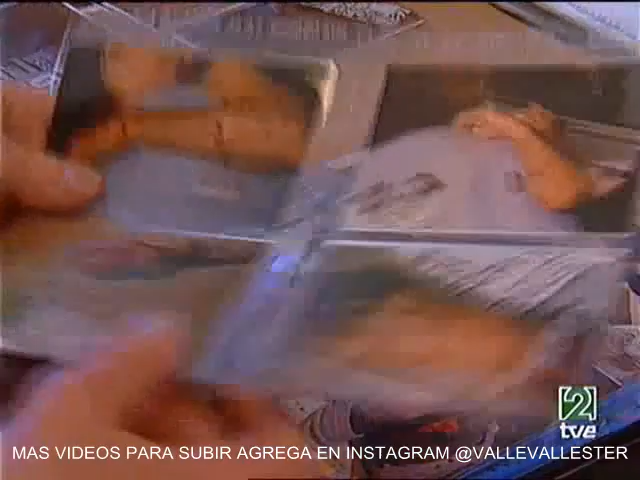 2
tve
MAS VIDEOS PARA SUBIR AGREGA EN INSTAGRAM @VALLEVALLESTER